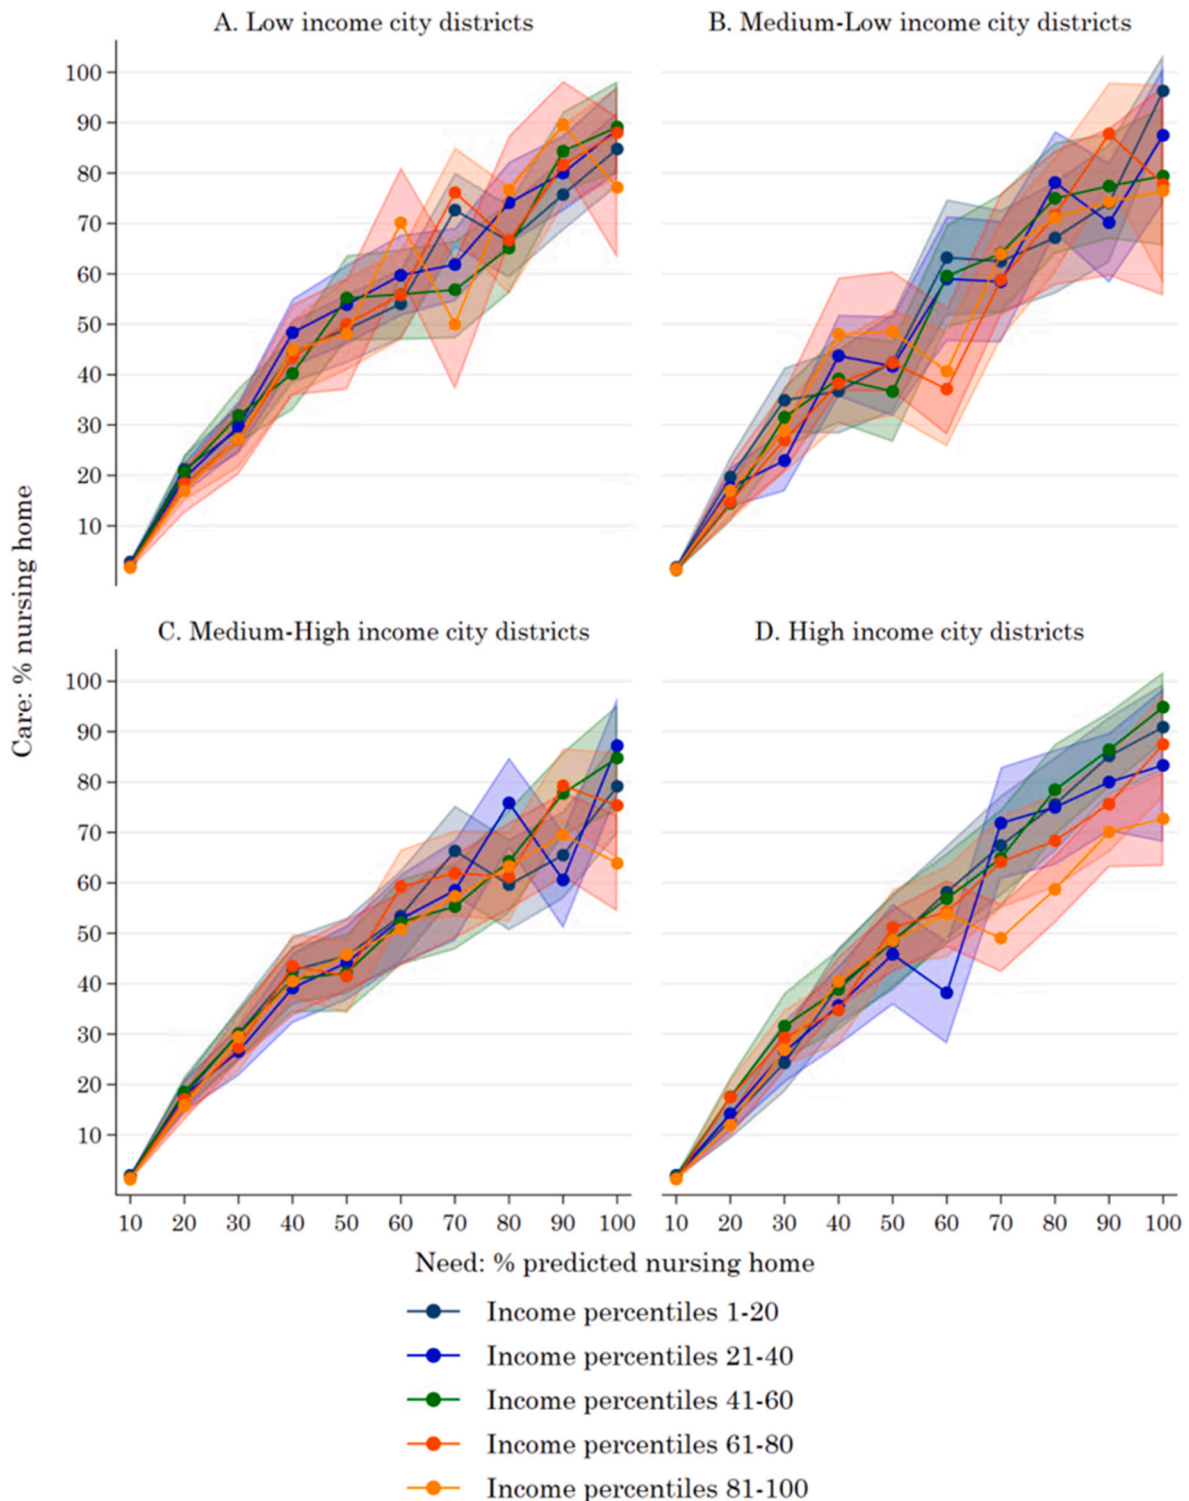 A. Low income city districts
B. Medium-Low income city districts
100
90
80
70
60
50
40
30
20
10
Care: % nursing home
C. Medium-High income city districts
D. High income city districts
100
90
80
70
60
50
40
30
20
10
10 20 30 40 50 60 70 80 90 100
10 20 30 40 50 60 70 80 90 100
Need: % predicted nursing home
Income percentiles 1-20
Income percentiles 21-40
Income percentiles 41-60
Income percentiles 61-80
Income percentiles 81-100